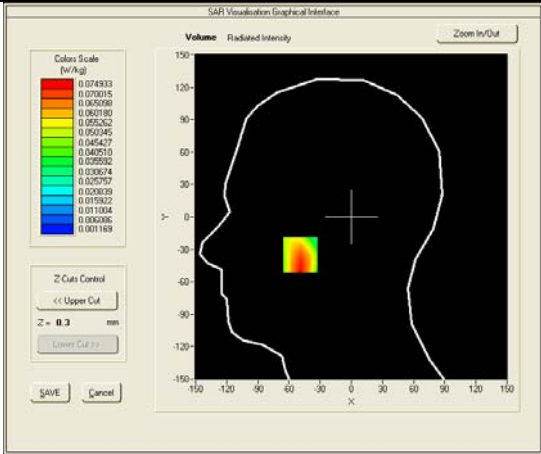 SAR Visualisation Graphical Interface
Volume Radiated Intensity
Zoom In/Out
Colors Scale
(W/kg)
0.074933
0.070015
0.065098
0.060180
0.055262
0.050345
0.045427
0.040510
0.035592
0.030674
0.025757
0.020839
0.015922
0.011004
0.006086
0.001169
150
120
90
60
30
0
-30
-60
-90
-120
-150
Y
-150 -120 -90 -60 -30 0 30 60 90 120 150
X
Z Cuts Control
<< Upper Cut
Z = 0.3 mm
Lower Cut >>
SAVE Cancel